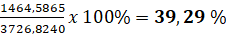 1464,5865
3726,8240 x 100% = 39,29 %